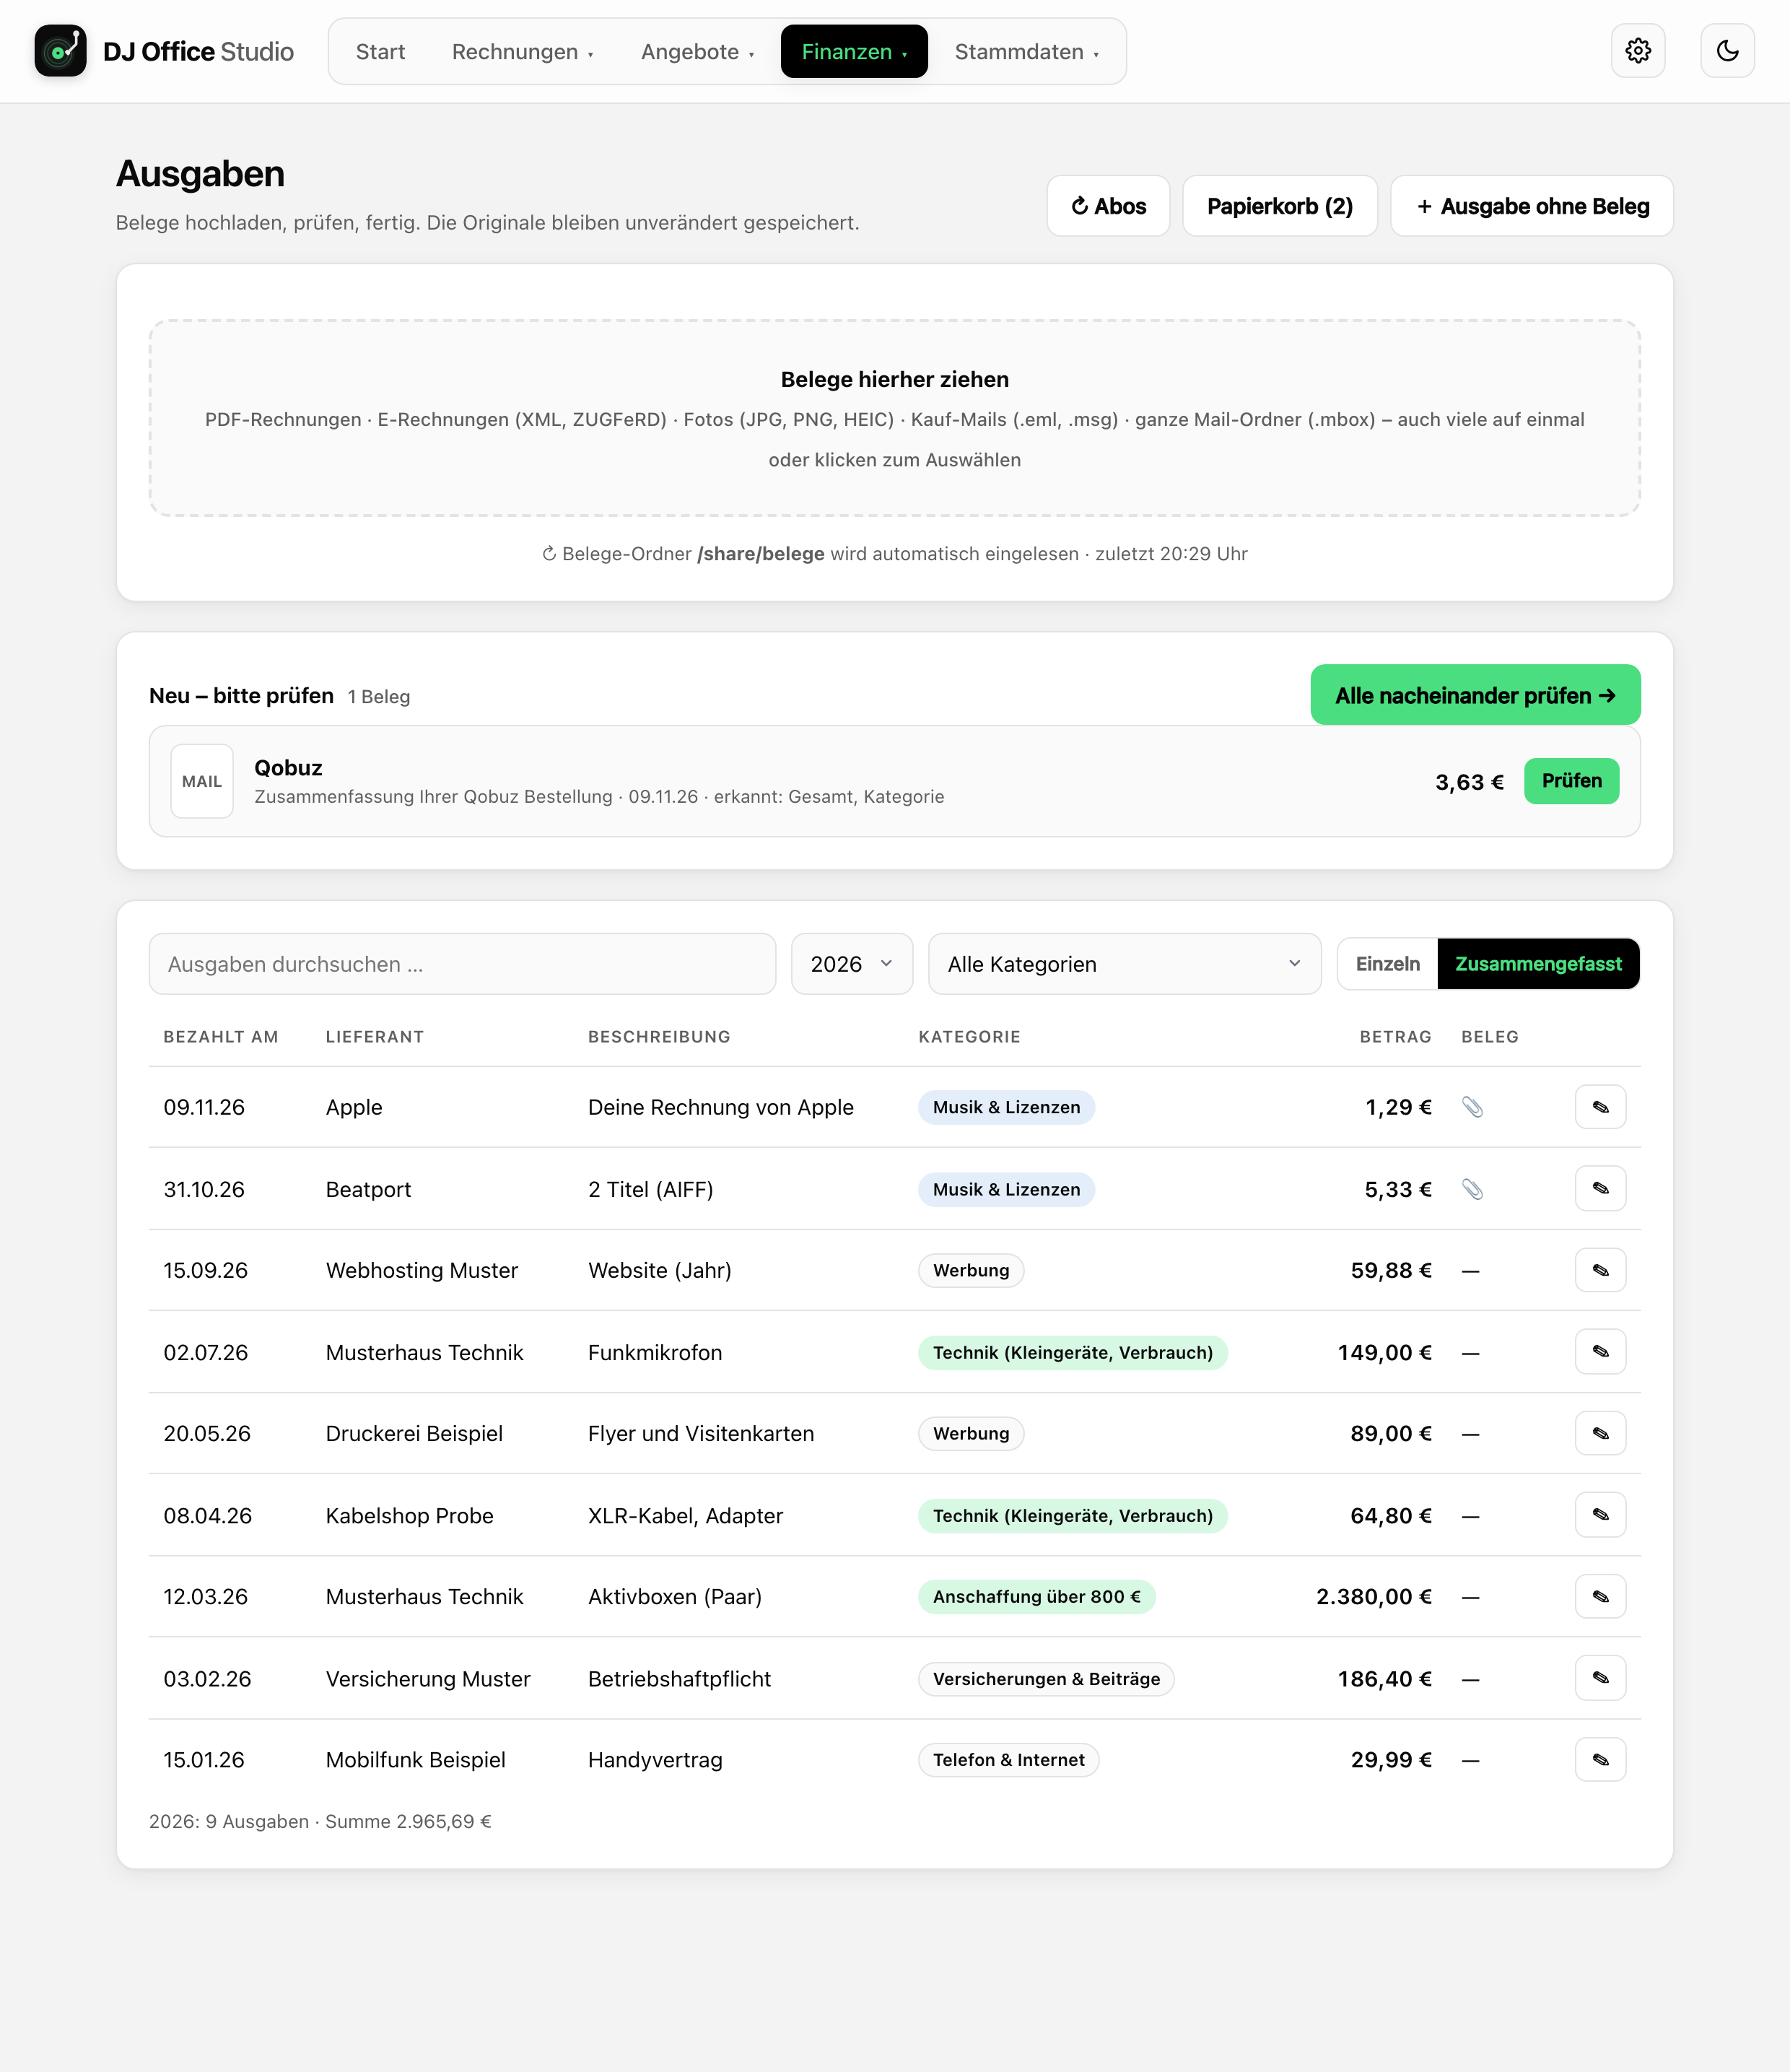 DJ Office Studio
Start
Rechnungen ▾
Angebote ▾
Finanzen ▾
Stammdaten ▾
Ausgaben
Belege hochladen, prüfen, fertig. Die Originale bleiben unverändert gespeichert.
↻ Abos
Papierkorb (2)
+ Ausgabe ohne Beleg
Belege hierher ziehen
PDF-Rechnungen · E-Rechnungen (XML, ZUGFeRD) · Fotos (JPG, PNG, HEIC) · Kauf-Mails (.eml, .msg) · ganze Mail-Ordner (.mbox) – auch viele auf einmal
oder klicken zum Auswählen
↻ Belege-Ordner /share/belege wird automatisch eingelesen · zuletzt 20:29 Uhr
Neu – bitte prüfen 1 Beleg
Alle nacheinander prüfen →
MAIL
Qobuz
Zusammenfassung Ihrer Qobuz Bestellung · 09.11.26 · erkannt: Gesamt, Kategorie
3,63 €
Prüfen
Ausgaben durchsuchen …
2026
Alle Kategorien
Einzeln
Zusammengefasst
BEZAHLT AM LIEFERANT BESCHREIBUNG KATEGORIE BETRAG BELEG
09.11.26 Apple Deine Rechnung von Apple Musik & Lizenzen 1,29 €
31.10.26 Beatport 2 Titel (AIFF) Musik & Lizenzen 5,33 €
15.09.26 Webhosting Muster Website (Jahr) Werbung 59,88 € —
02.07.26 Musterhaus Technik Funkmikrofon Technik (Kleingeräte, Verbrauch) 149,00 € —
20.05.26 Druckerei Beispiel Flyer und Visitenkarten Werbung 89,00 € —
08.04.26 Kabelshop Probe XLR-Kabel, Adapter Technik (Kleingeräte, Verbrauch) 64,80 € —
12.03.26 Musterhaus Technik Aktivboxen (Paar) Anschaffung über 800 € 2.380,00 € —
03.02.26 Versicherung Muster Betriebshaftpflicht Versicherungen & Beiträge 186,40 € —
15.01.26 Mobilfunk Beispiel Handyvertrag Telefon & Internet 29,99 € —
2026: 9 Ausgaben · Summe 2.965,69 €